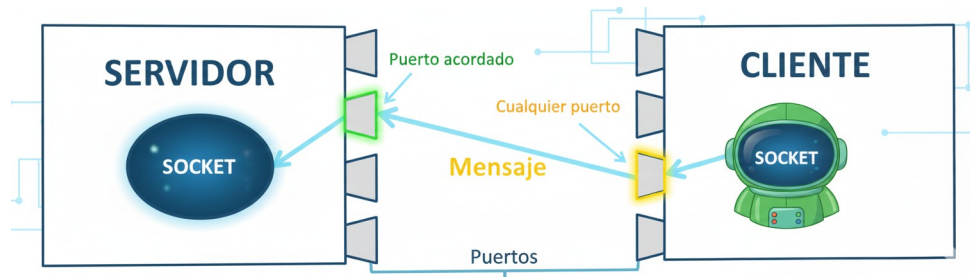 SERVIDOR
Puerto acordado
CLIENTE
Cualquier puerto
SOCKET
Mensaje
SOCKET
Puertos